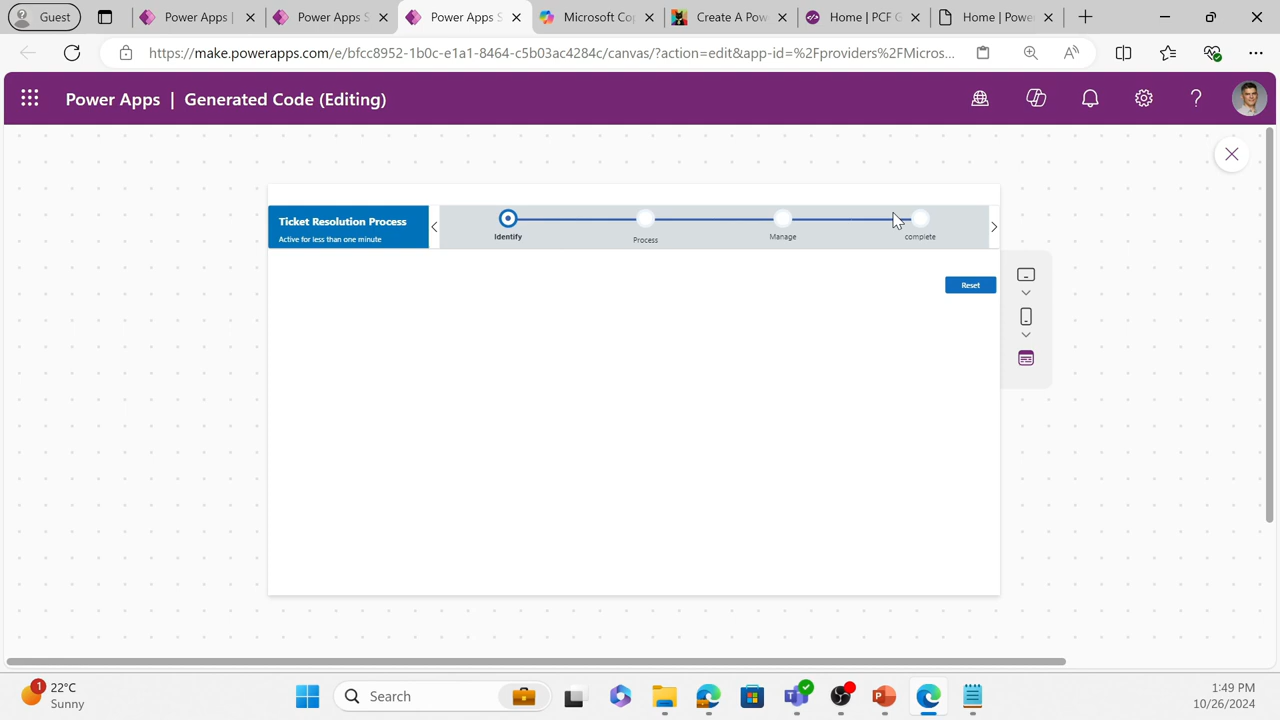 Guest
Power Apps |
Power Apps S
Power Apps S
Microsoft Co
Create A Pow
Home | PCF G
Home | Powe
https://make.powerapps.com/e/bfcc8952-1b0c-e1a1-8464-c5b03ac4284c/canvas/?action=edit&app-id=%2Fproviders%2FMicros...
Power Apps | Generated Code (Editing)
Ticket Resolution Process
Active for less than one minute
Identify
Process
Manage
complete
Reset
1
22°C
Sunny
Search
1:49 PM
10/26/2024